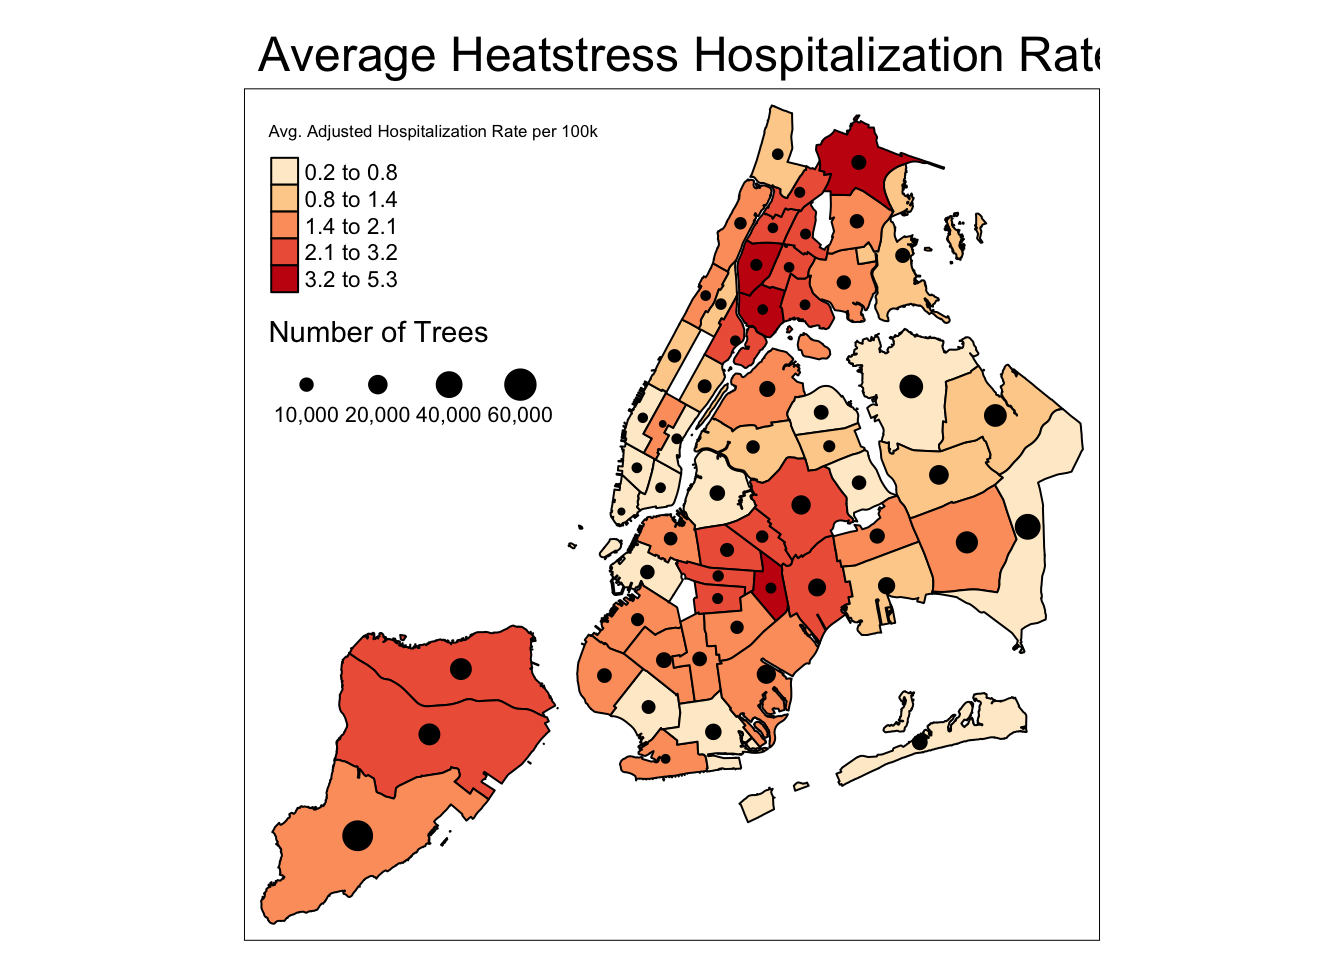 Average Heatstress Hospitalization Rate
Avg. Adjusted Hospitalization Rate per 100k
0.2 to 0.8
0.8 to 1.4
1.4 to 2.1
2.1 to 3.2
3.2 to 5.3
Number of Trees
10,000 20,000 40,000 60,000